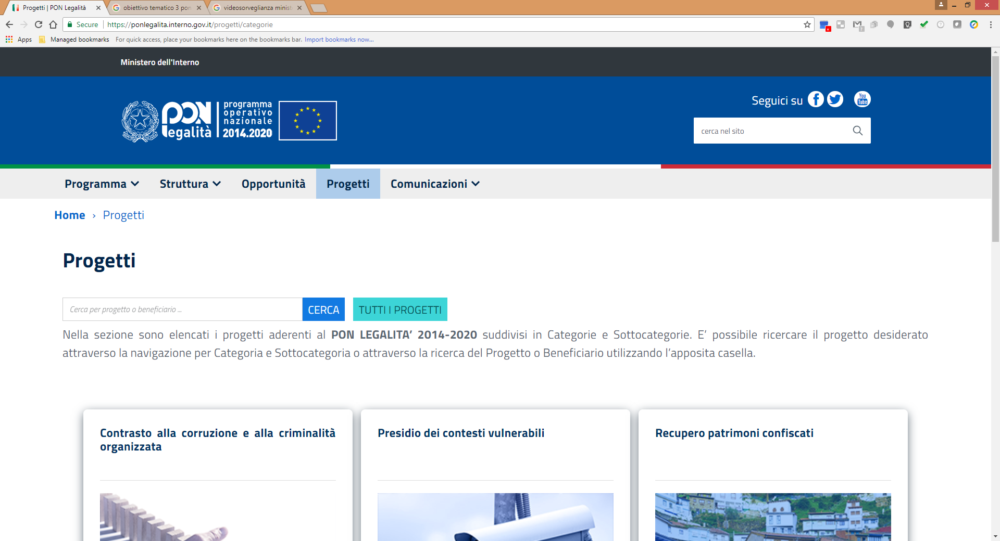 Progetti | PON Legalità
obiettivo tematico 3 pon
videosorveglianza minist
Secure
https://ponlegalita.interno.gov.it/progetti/categorie
Apps
Managed bookmarks
For quick access, place your bookmarks here on the bookmarks bar. Import bookmarks now...
Ministero dell'Interno
PON
legalità
programma
operativo
nazionale
2014.2020
Seguici su
You
Tube
cerca nel sito
Programma
Struttura
Opportunità
Progetti
Comunicazioni
Home › Progetti
Progetti
Cerca per progetto o beneficiario ...
CERCA
TUTTI I PROGETTI
Nella sezione sono elencati i progetti aderenti al PON LEGALITA’ 2014-2020 suddivisi in Categorie e Sottocategorie. E’ possibile ricercare il progetto desiderato
attraverso la navigazione per Categoria e Sottocategoria o attraverso la ricerca del Progetto o Beneficiario utilizzando l’apposita casella.
Contrasto alla corruzione e alla criminalità
organizzata
Presidio dei contesti vulnerabili
Recupero patrimoni confiscati